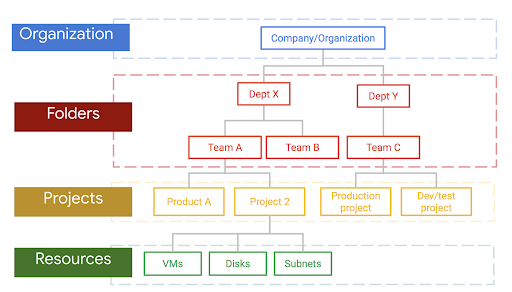 Organization
Company/Organization
Folders
Dept X
Dept Y
Team A
Team B
Team C
Projects
Product A
Project 2
Production
project
Dev/test
project
Resources
VMs
Disks
Subnets